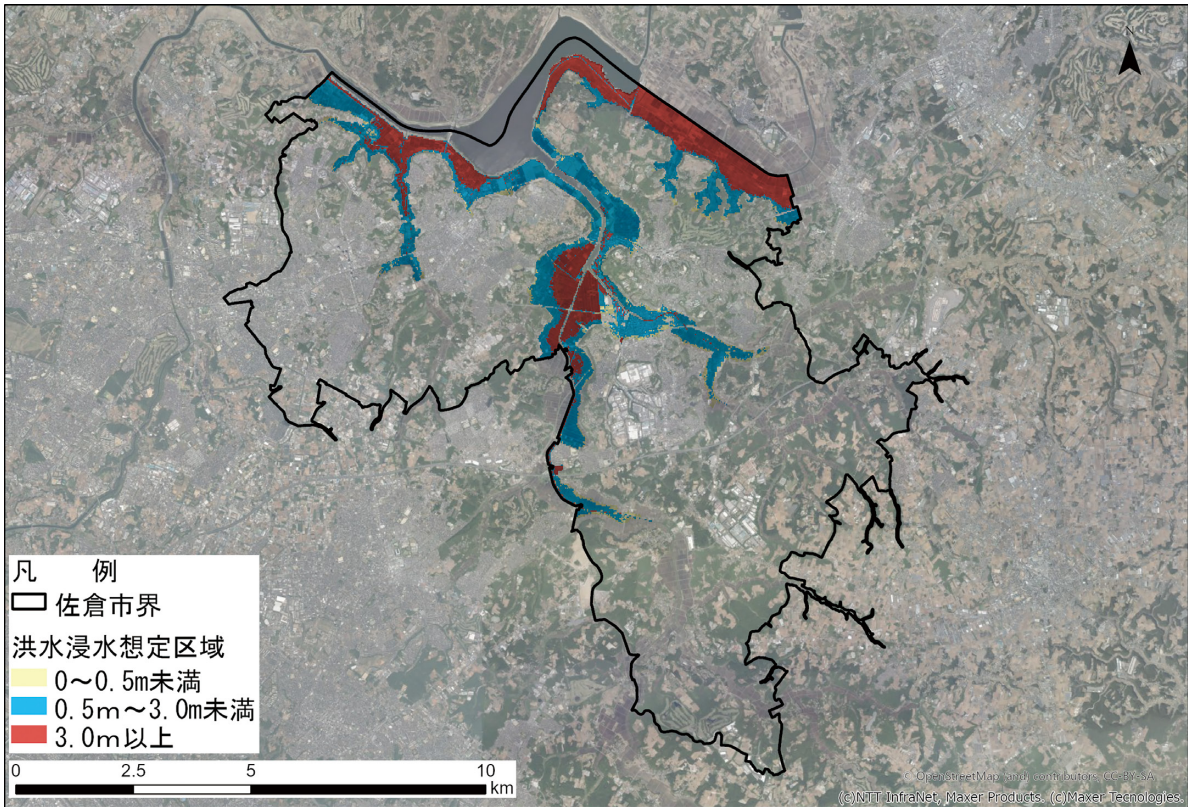 N
凡　　例
佐倉市界
洪水浸水想定区域
0～0.5m未満
0.5m～3.0m未満
3.0m以上
0 2.5 5 10
km
© OpenStreetMap (and) contributors, CC-BY-SA
(c)NTT InfraNet, Maxer Products. (c)Maxer Tecnologies.